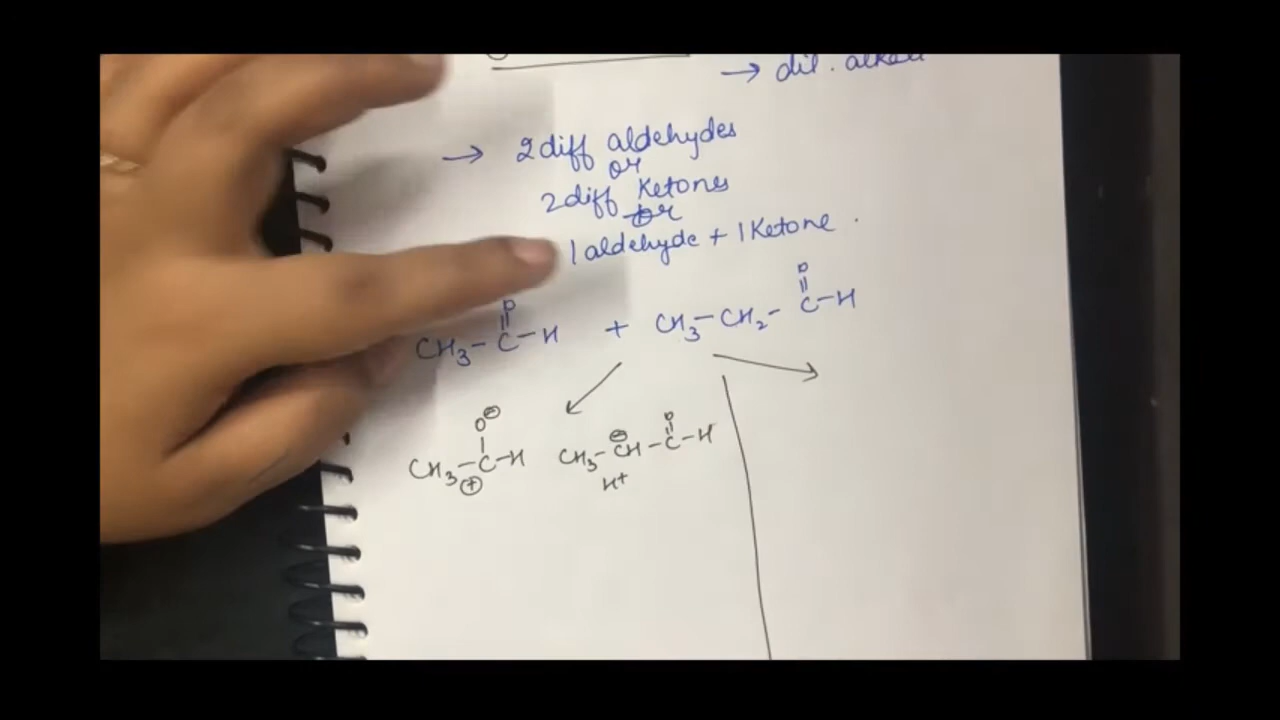 → dil. alkali
→ 2 diff aldehydes
or
2 diff Ketones
or
1 aldehyde + 1 Ketone.
O O
CH₃-C-H + CH₃-CH₂-C-H
O⊖ ⊖ O
CH₃-C-H CH₃-CH-C-H
⊕ H+